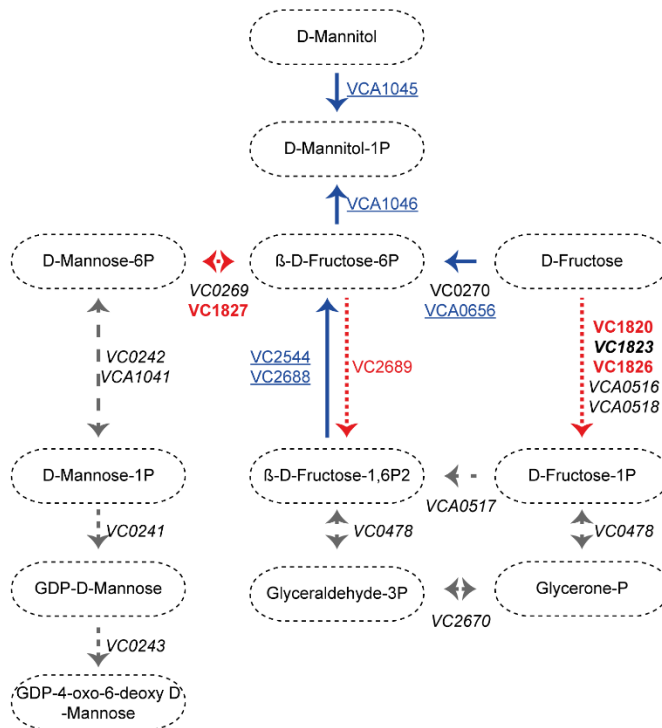 D-Mannitol
VCA1045
D-Mannitol-1P
VCA1046
D-Mannose-6P
ß-D-Fructose-6P
D-Fructose
VC0269
VC1827
VC0270
VCA0656
VC1820
VC1823
VC1826
VCA0516
VCA0518
VC0242
VCA1041
VC2544
VC2688
VC2689
D-Mannose-1P
ß-D-Fructose-1,6P2
D-Fructose-1P
VCA0517
VC0241
VC0478
VC0478
GDP-D-Mannose
Glyceraldehyde-3P
Glycerone-P
VC2670
VC0243
GDP-4-oxo-6-deoxy D
-Mannose